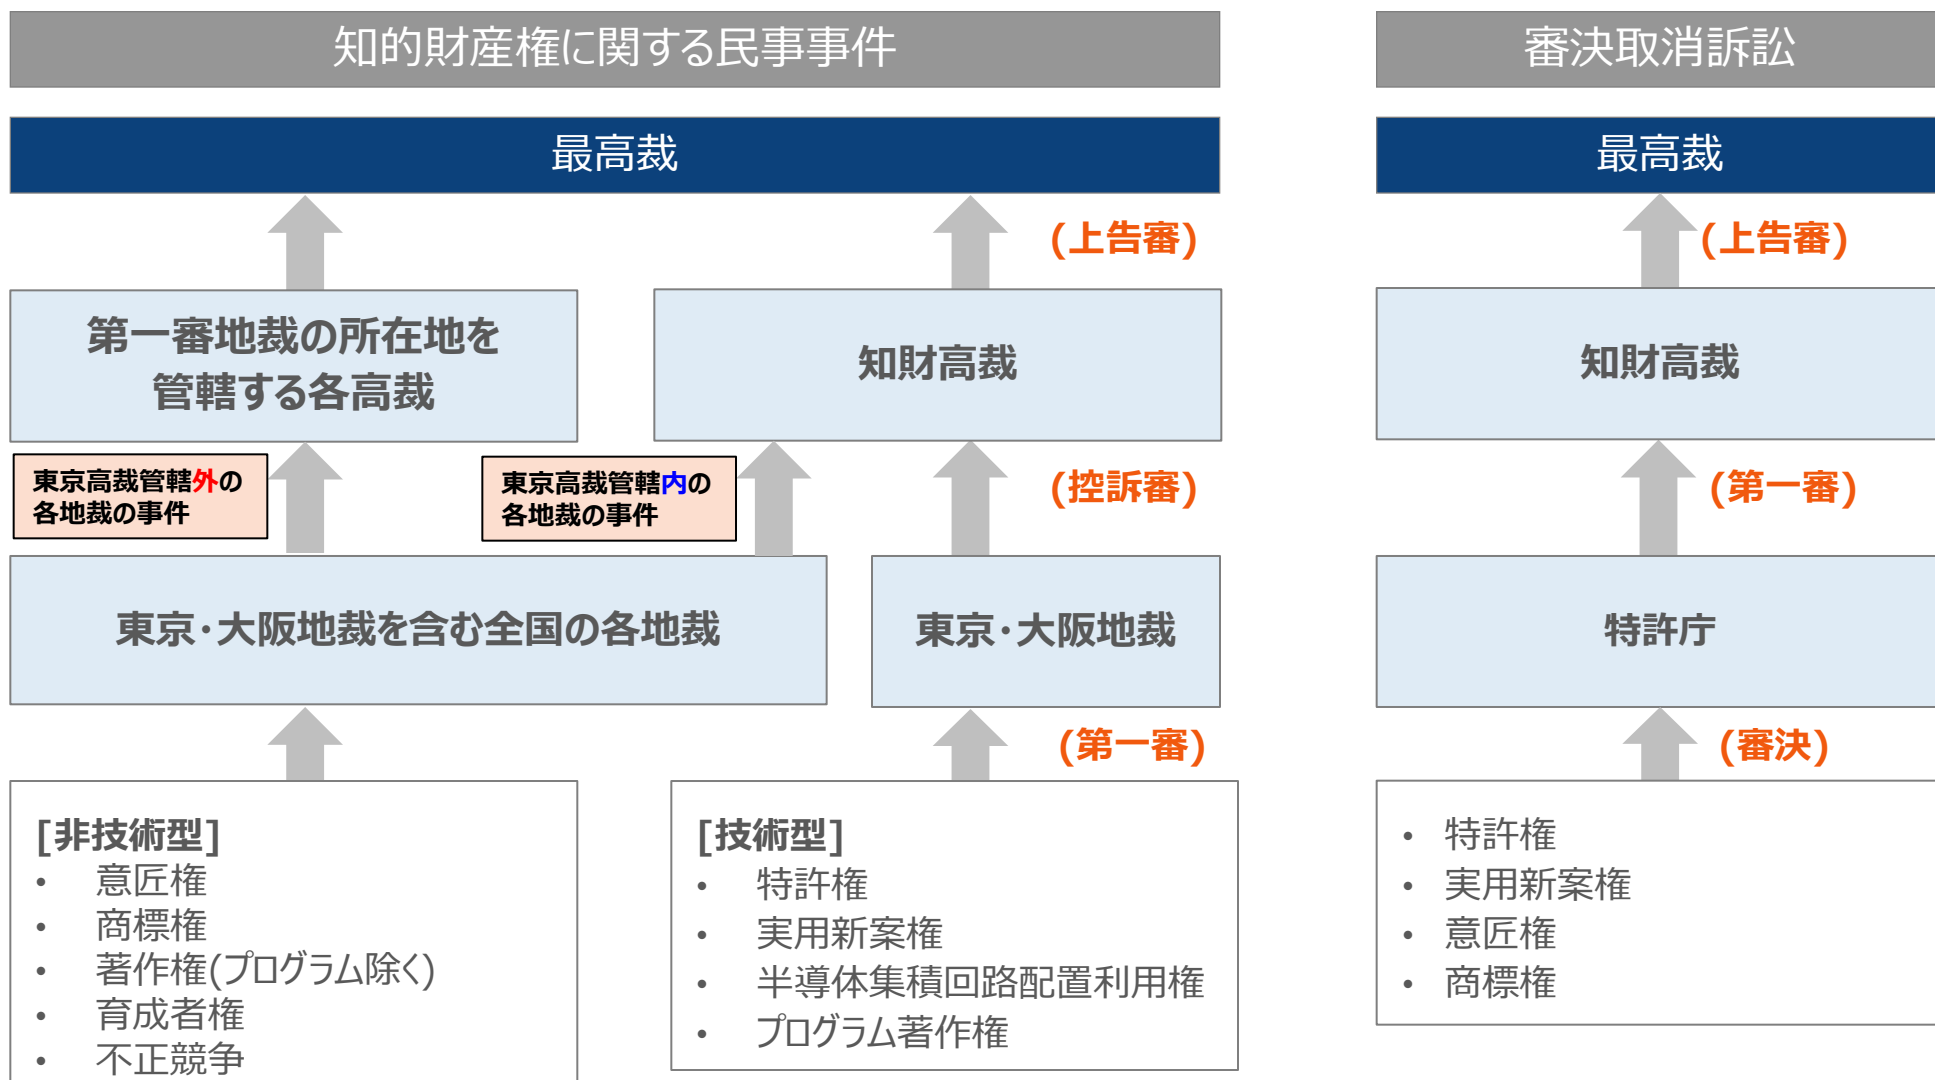 知的財産権に関する民事事件
最高裁
(上告審)
第一審地裁の所在地を
管轄する各高裁
知財高裁
東京高裁管轄外の
各地裁の事件
東京高裁管轄内の
各地裁の事件
(控訴審)
東京・大阪地裁を含む全国の各地裁
東京・大阪地裁
(第一審)
[非技術型]
• 意匠権
• 商標権
• 著作権(プログラム除く)
• 育成者権
• 不正競争
[技術型]
• 特許権
• 実用新案権
• 半導体集積回路配置利用権
• プログラム著作権
審決取消訴訟
最高裁
(上告審)
知財高裁
(第一審)
特許庁
(審決)
• 特許権
• 実用新案権
• 意匠権
• 商標権